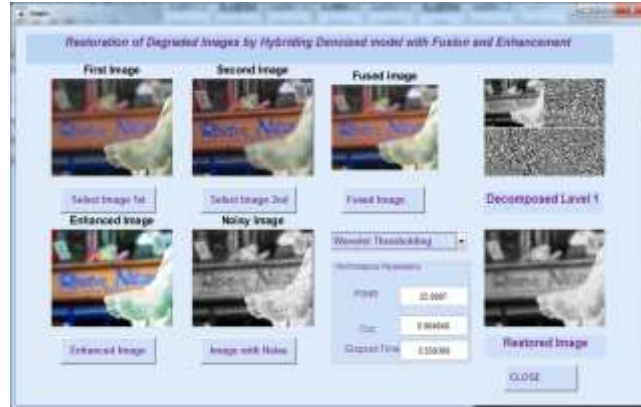 Restoration of Degraded Images by Hybriding Denoised model with Fusion and Enhancement
First Image
Second Image
Fused Image
Select Image 1st
Select Image 2nd
Fused Image
Decomposed Level 1
Enhanced Image
Noisy Image
Wavelet Thresholding
Performance Parameters
PSNR
Elapsed Time
Enhanced Image
Image with Noise
Restored Image
CLOSE